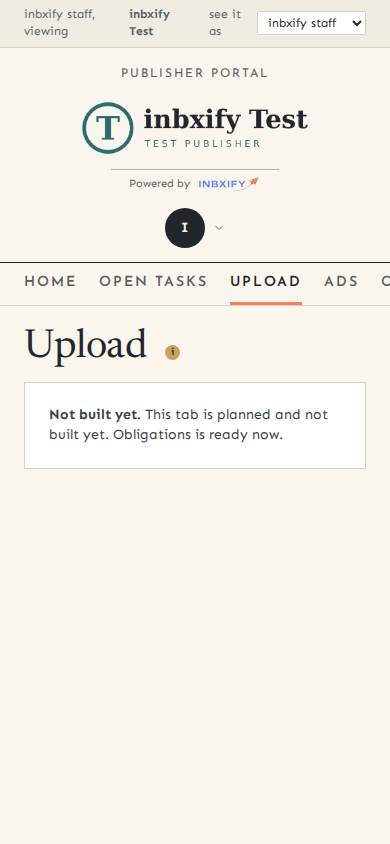 inbxify staff, viewing
inbxify Test
see it as
inbxify staff
PUBLISHER PORTAL
T
inbxify Test
TEST PUBLISHER
Powered by INBXIFY
I
HOME OPEN TASKS UPLOAD ADS
Upload i
Not built yet. This tab is planned and not
built yet. Obligations is ready now.